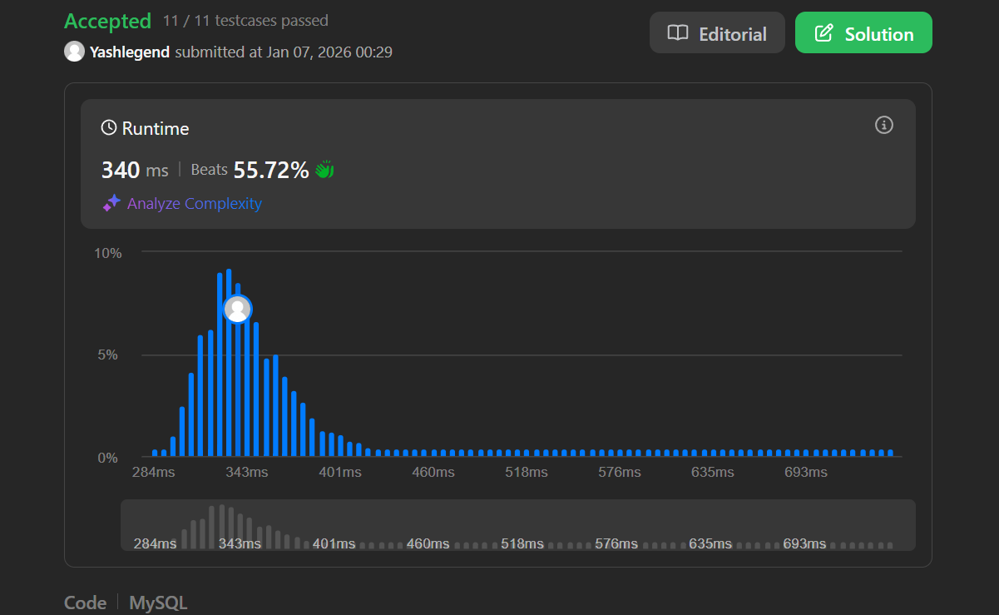 Accepted 11 / 11 testcases passed
Editorial
Solution
Yashlegend submitted at Jan 07, 2026 00:29
Runtime
340 ms | Beats 55.72%
Analyze Complexity
10%
5%
0%
284ms 343ms 401ms 460ms 518ms 576ms 635ms 693ms
284ms 343ms 401ms 460ms 518ms 576ms 635ms 693ms
Code | MySQL